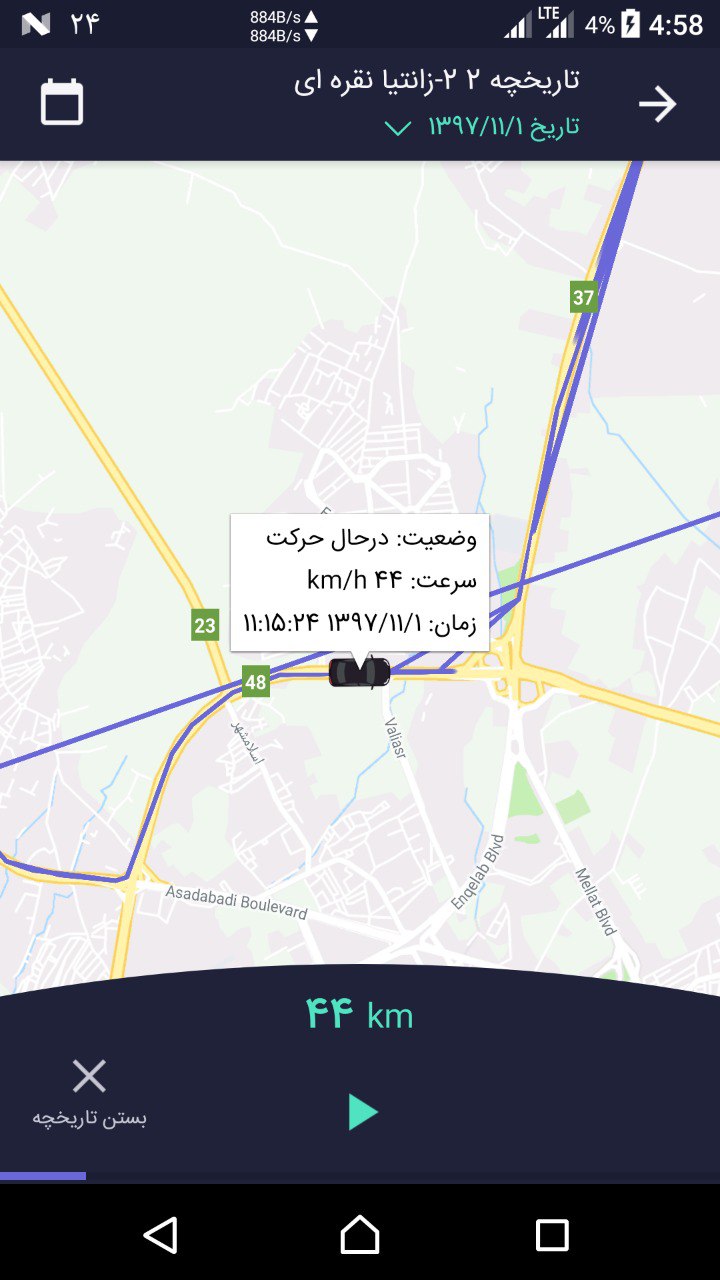 ۲۴
884B/s
884B/s
LTE
4%
4:58
تاریخچه ۲ ۲-زانتیا نقره ای
تاریخ ۱۳۹۷/۱۱/۱
37
وضعیت: درحال حرکت
سرعت: ۴۴ km/h
زمان: ۱۳۹۷/۱۱/۱ ۱۱:۱۵:۲۴
23
48
اسلامشهر
Valiasr
Asadabadi Boulevard
Enqelab Blvd
Mellat Blvd
۴۴ km
بستن تاریخچه